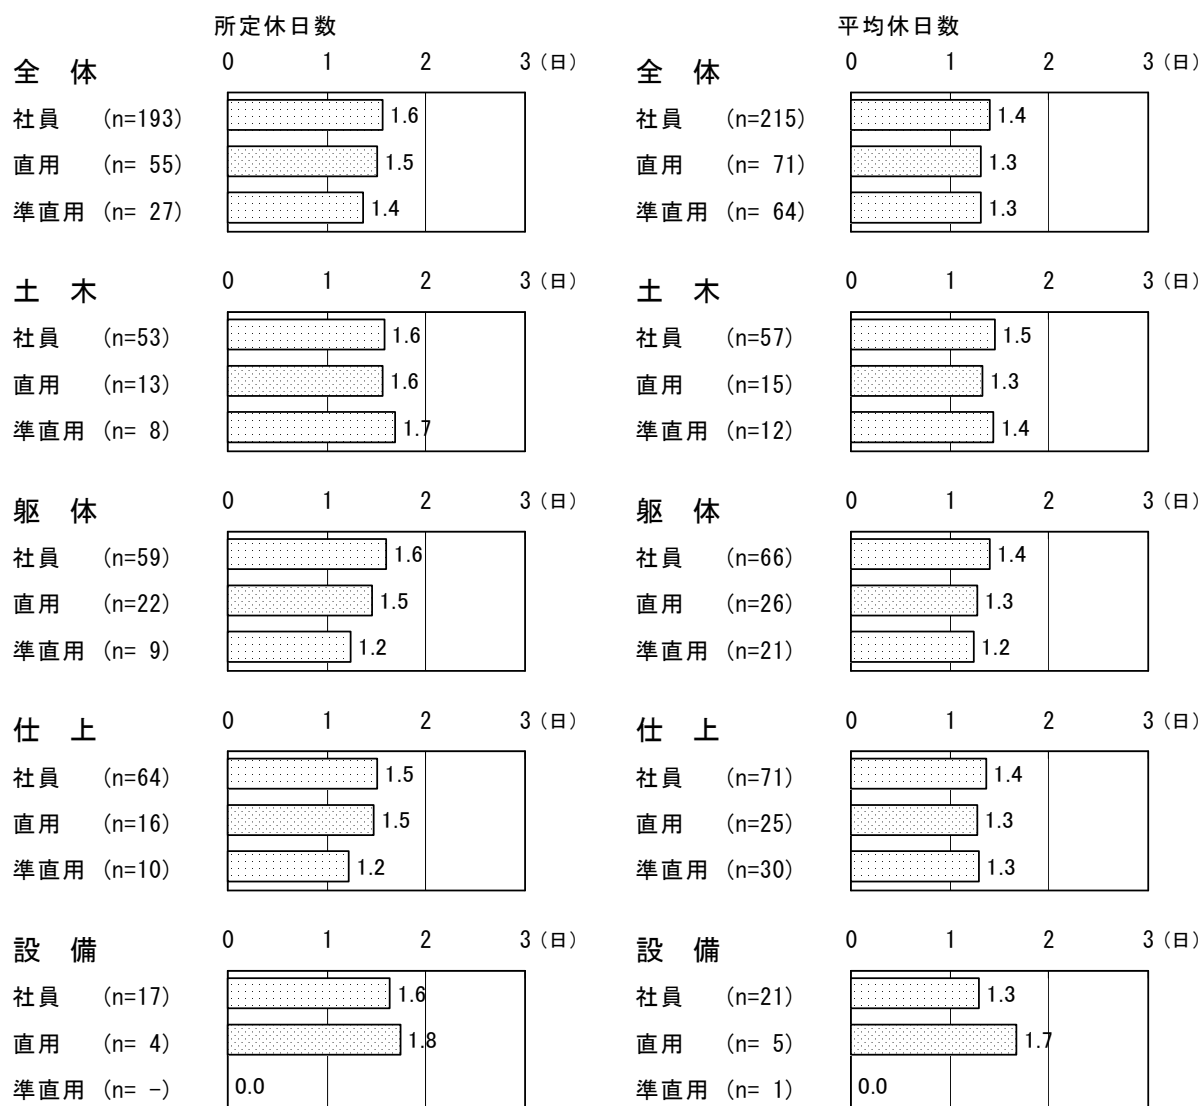 所定休日数
全 体 0 1 2 3 (日)
社員 (n=193) 1.6
直用 (n= 55) 1.5
準直用 (n= 27) 1.4
土 木 0 1 2 3 (日)
社員 (n=53) 1.6
直用 (n=13) 1.6
準直用 (n= 8) 1.7
躯 体 0 1 2 3 (日)
社員 (n=59) 1.6
直用 (n=22) 1.5
準直用 (n= 9) 1.2
仕 上 0 1 2 3 (日)
社員 (n=64) 1.5
直用 (n=16) 1.5
準直用 (n=10) 1.2
設 備 0 1 2 3 (日)
社員 (n=17) 1.6
直用 (n= 4) 1.8
準直用 (n= -) 0.0
平均休日数
全 体 0 1 2 3 (日)
社員 (n=215) 1.4
直用 (n= 71) 1.3
準直用 (n= 64) 1.3
土 木 0 1 2 3 (日)
社員 (n=57) 1.5
直用 (n=15) 1.3
準直用 (n=12) 1.4
躯 体 0 1 2 3 (日)
社員 (n=66) 1.4
直用 (n=26) 1.3
準直用 (n=21) 1.2
仕 上 0 1 2 3 (日)
社員 (n=71) 1.4
直用 (n=25) 1.3
準直用 (n=30) 1.3
設 備 0 1 2 3 (日)
社員 (n=21) 1.3
直用 (n= 5) 1.7
準直用 (n= 1) 0.0